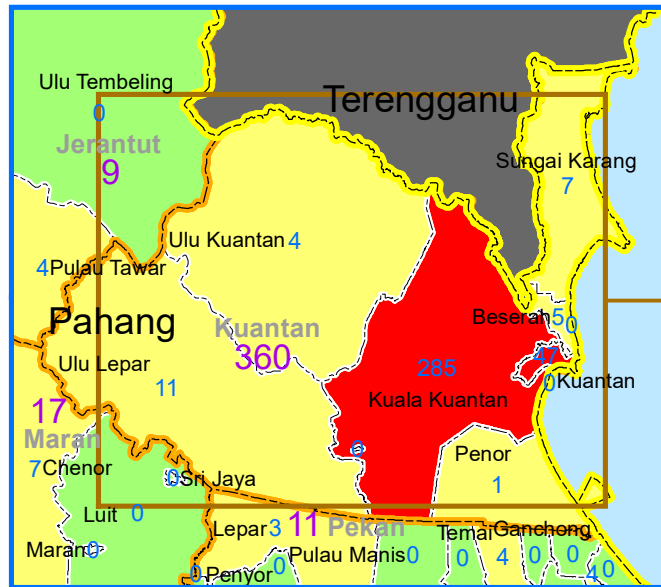 Ulu Tembeling
0
Terengganu
Jerantut
9
Sungai Karang
7
Ulu Kuantan 4
4 Pulau Tawar
Pahang
Kuantan
360
Beserah 5
0
47
Ulu Lepar
11
285
0 Kuantan
Kuala Kuantan
17
Maran
6
Penor
7 Chenor
0 Sri Jaya
1
Luit 0
Lepar 3 11 Pekan
Temai Ganchong
Maran 0
Pulau Manis 0
0
4
0
0
0 Penyor
0
4 0